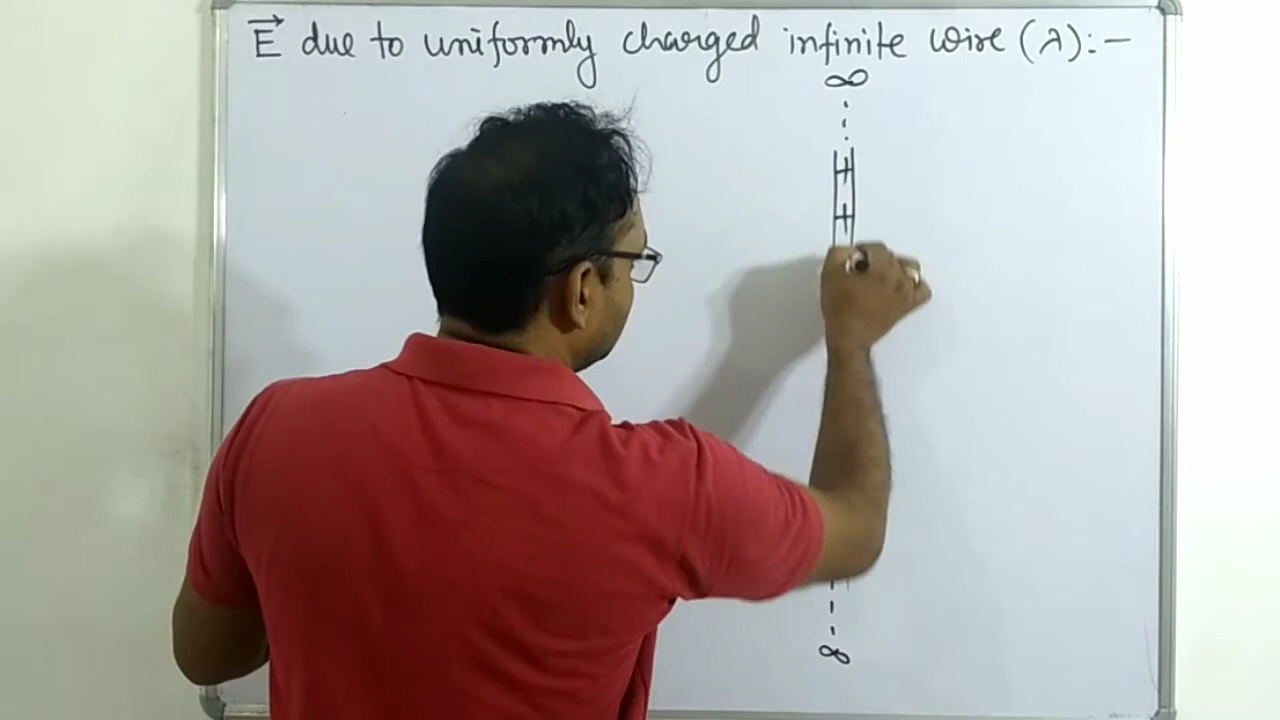 E⃗ due to uniformly charged infinite wire (λ):-
∞
+
+
∞